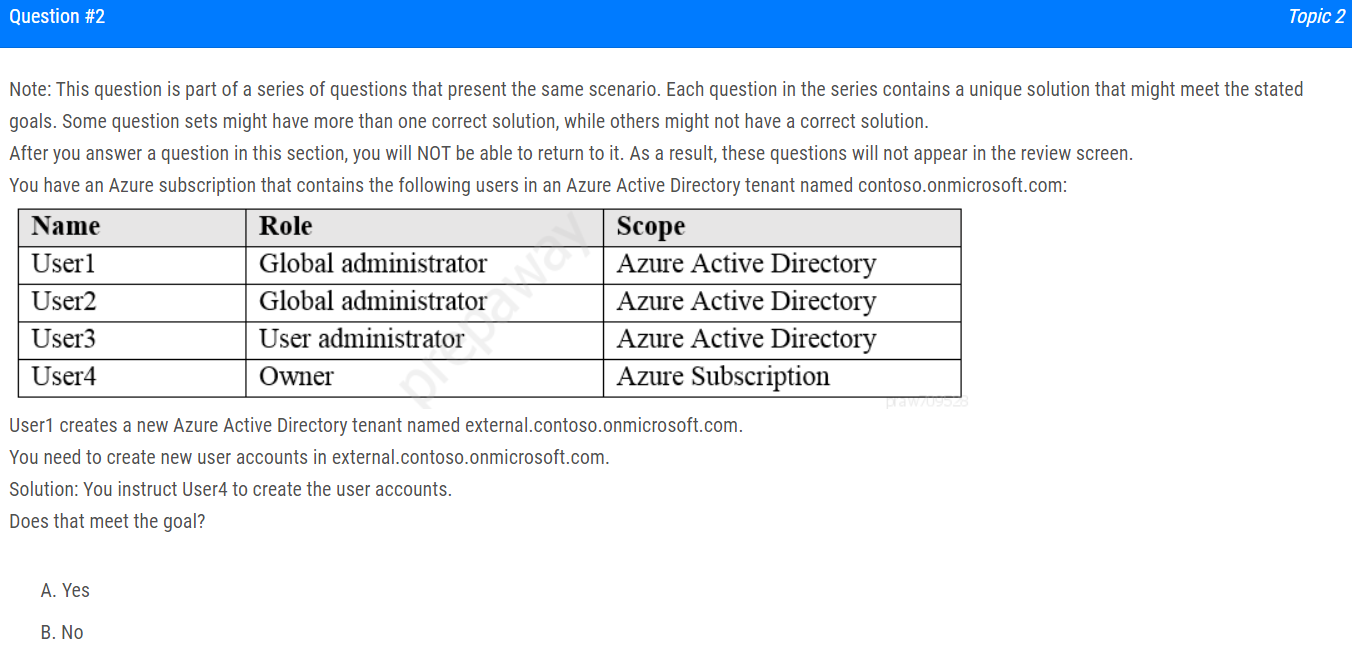 Question #2 Topic 2
Note: This question is part of a series of questions that present the same scenario. Each question in the series contains a unique solution that might meet the stated
goals. Some question sets might have more than one correct solution, while others might not have a correct solution.
After you answer a question in this section, you will NOT be able to return to it. As a result, these questions will not appear in the review screen.
You have an Azure subscription that contains the following users in an Azure Active Directory tenant named contoso.onmicrosoft.com:
Name Role Scope
User1 Global administrator Azure Active Directory
User2 Global administrator Azure Active Directory
User3 User administrator Azure Active Directory
User4 Owner Azure Subscription
prepaway
User1 creates a new Azure Active Directory tenant named external.contoso.onmicrosoft.com.
You need to create new user accounts in external.contoso.onmicrosoft.com.
Solution: You instruct User4 to create the user accounts.
Does that meet the goal?
A. Yes
B. No